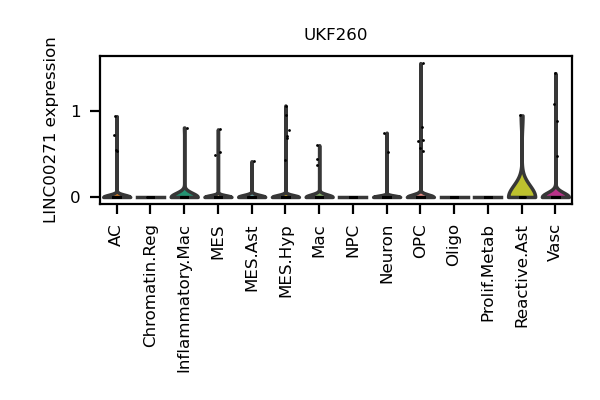 UKF260
LINC00271 expression
1
0
AC
Chromatin.Reg
Inflammatory.Mac
MES
MES.Ast
MES.Hyp
Mac
NPC
Neuron
OPC
Oligo
Prolif.Metab
Reactive.Ast
Vasc